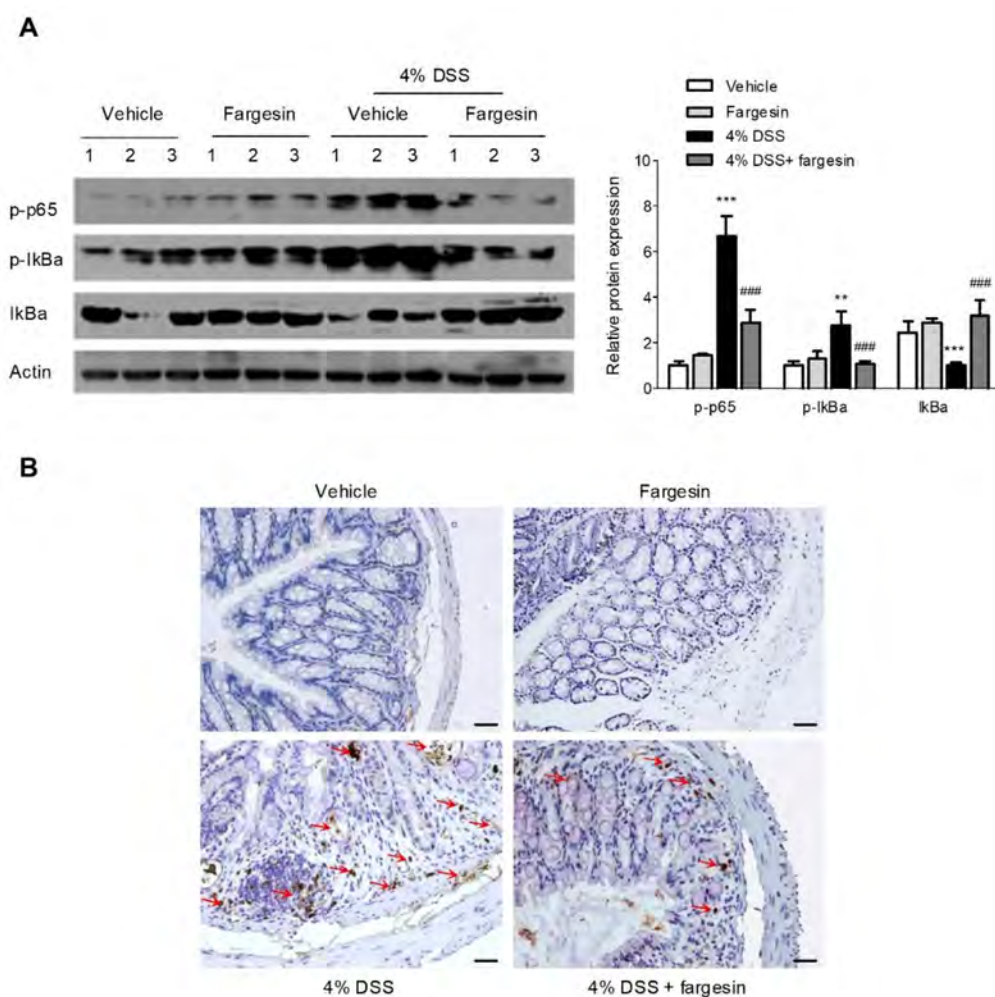 A
4% DSS
Vehicle Fargesin Vehicle Fargesin
1 2 3 1 2 3 1 2 3 1 2 3
p-p65
p-IkBa
IkBa
Actin
Vehicle
Fargesin
4% DSS
4% DSS+ fargesin
Relative protein expression
10
8
6
4
2
0
***
###
**
###
***
###
p-p65 p-IkBa IkBa
B
Vehicle Fargesin
4% DSS 4% DSS + fargesin